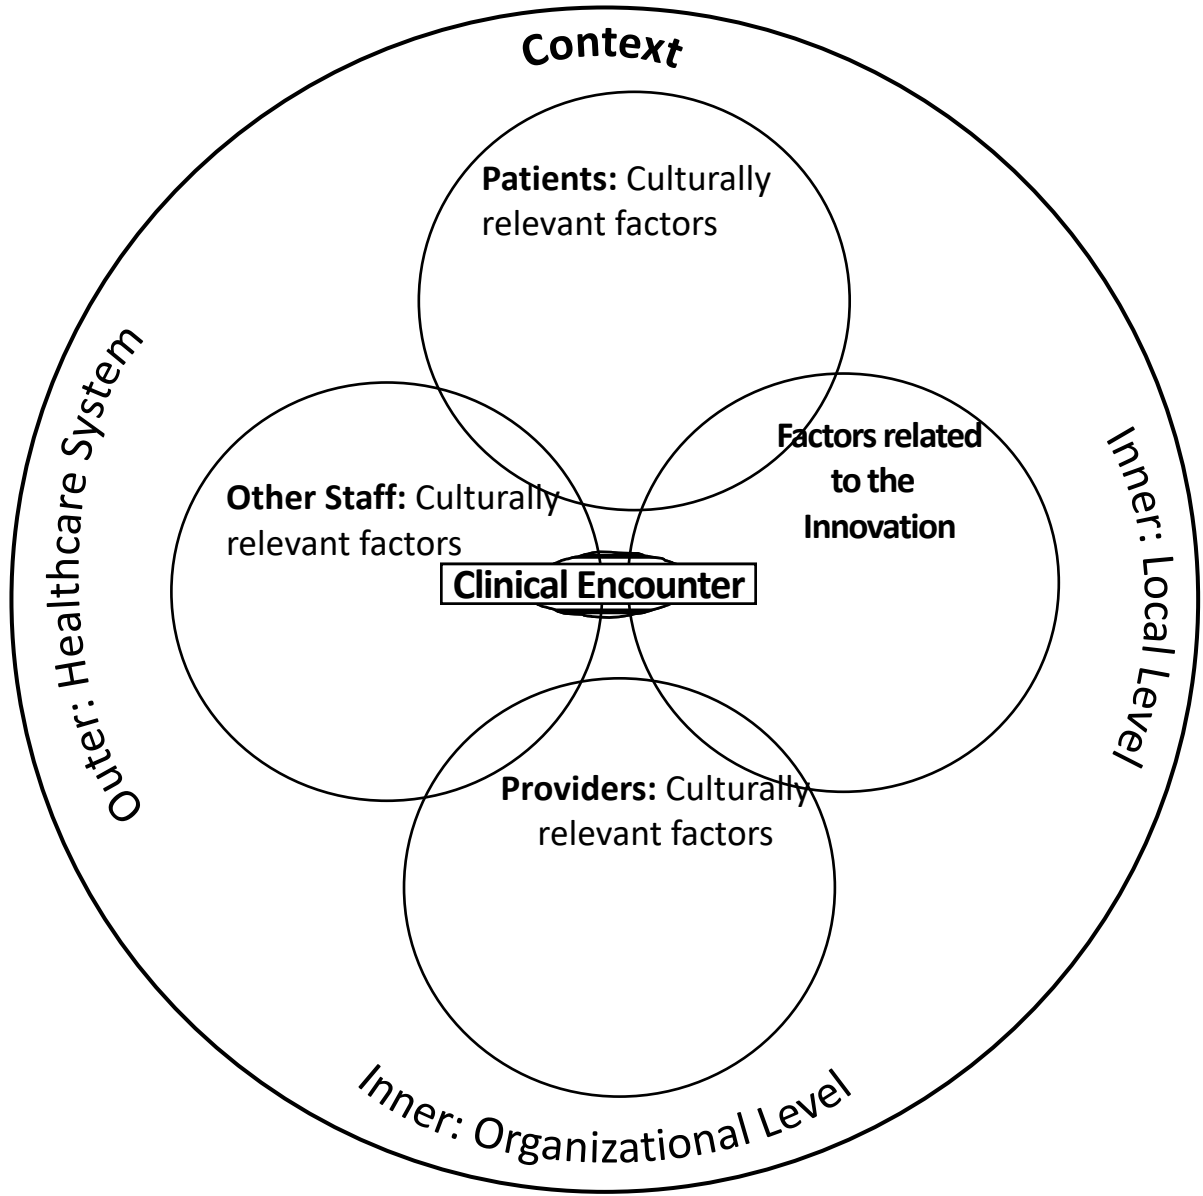 Context
Patients: Culturally
relevant factors
Outer: Healthcare System
Other Staff: Culturally
relevant factors
Factors related
to the
Innovation
Inner: Local Level
Clinical Encounter
Providers: Culturally
relevant factors
Inner: Organizational Level